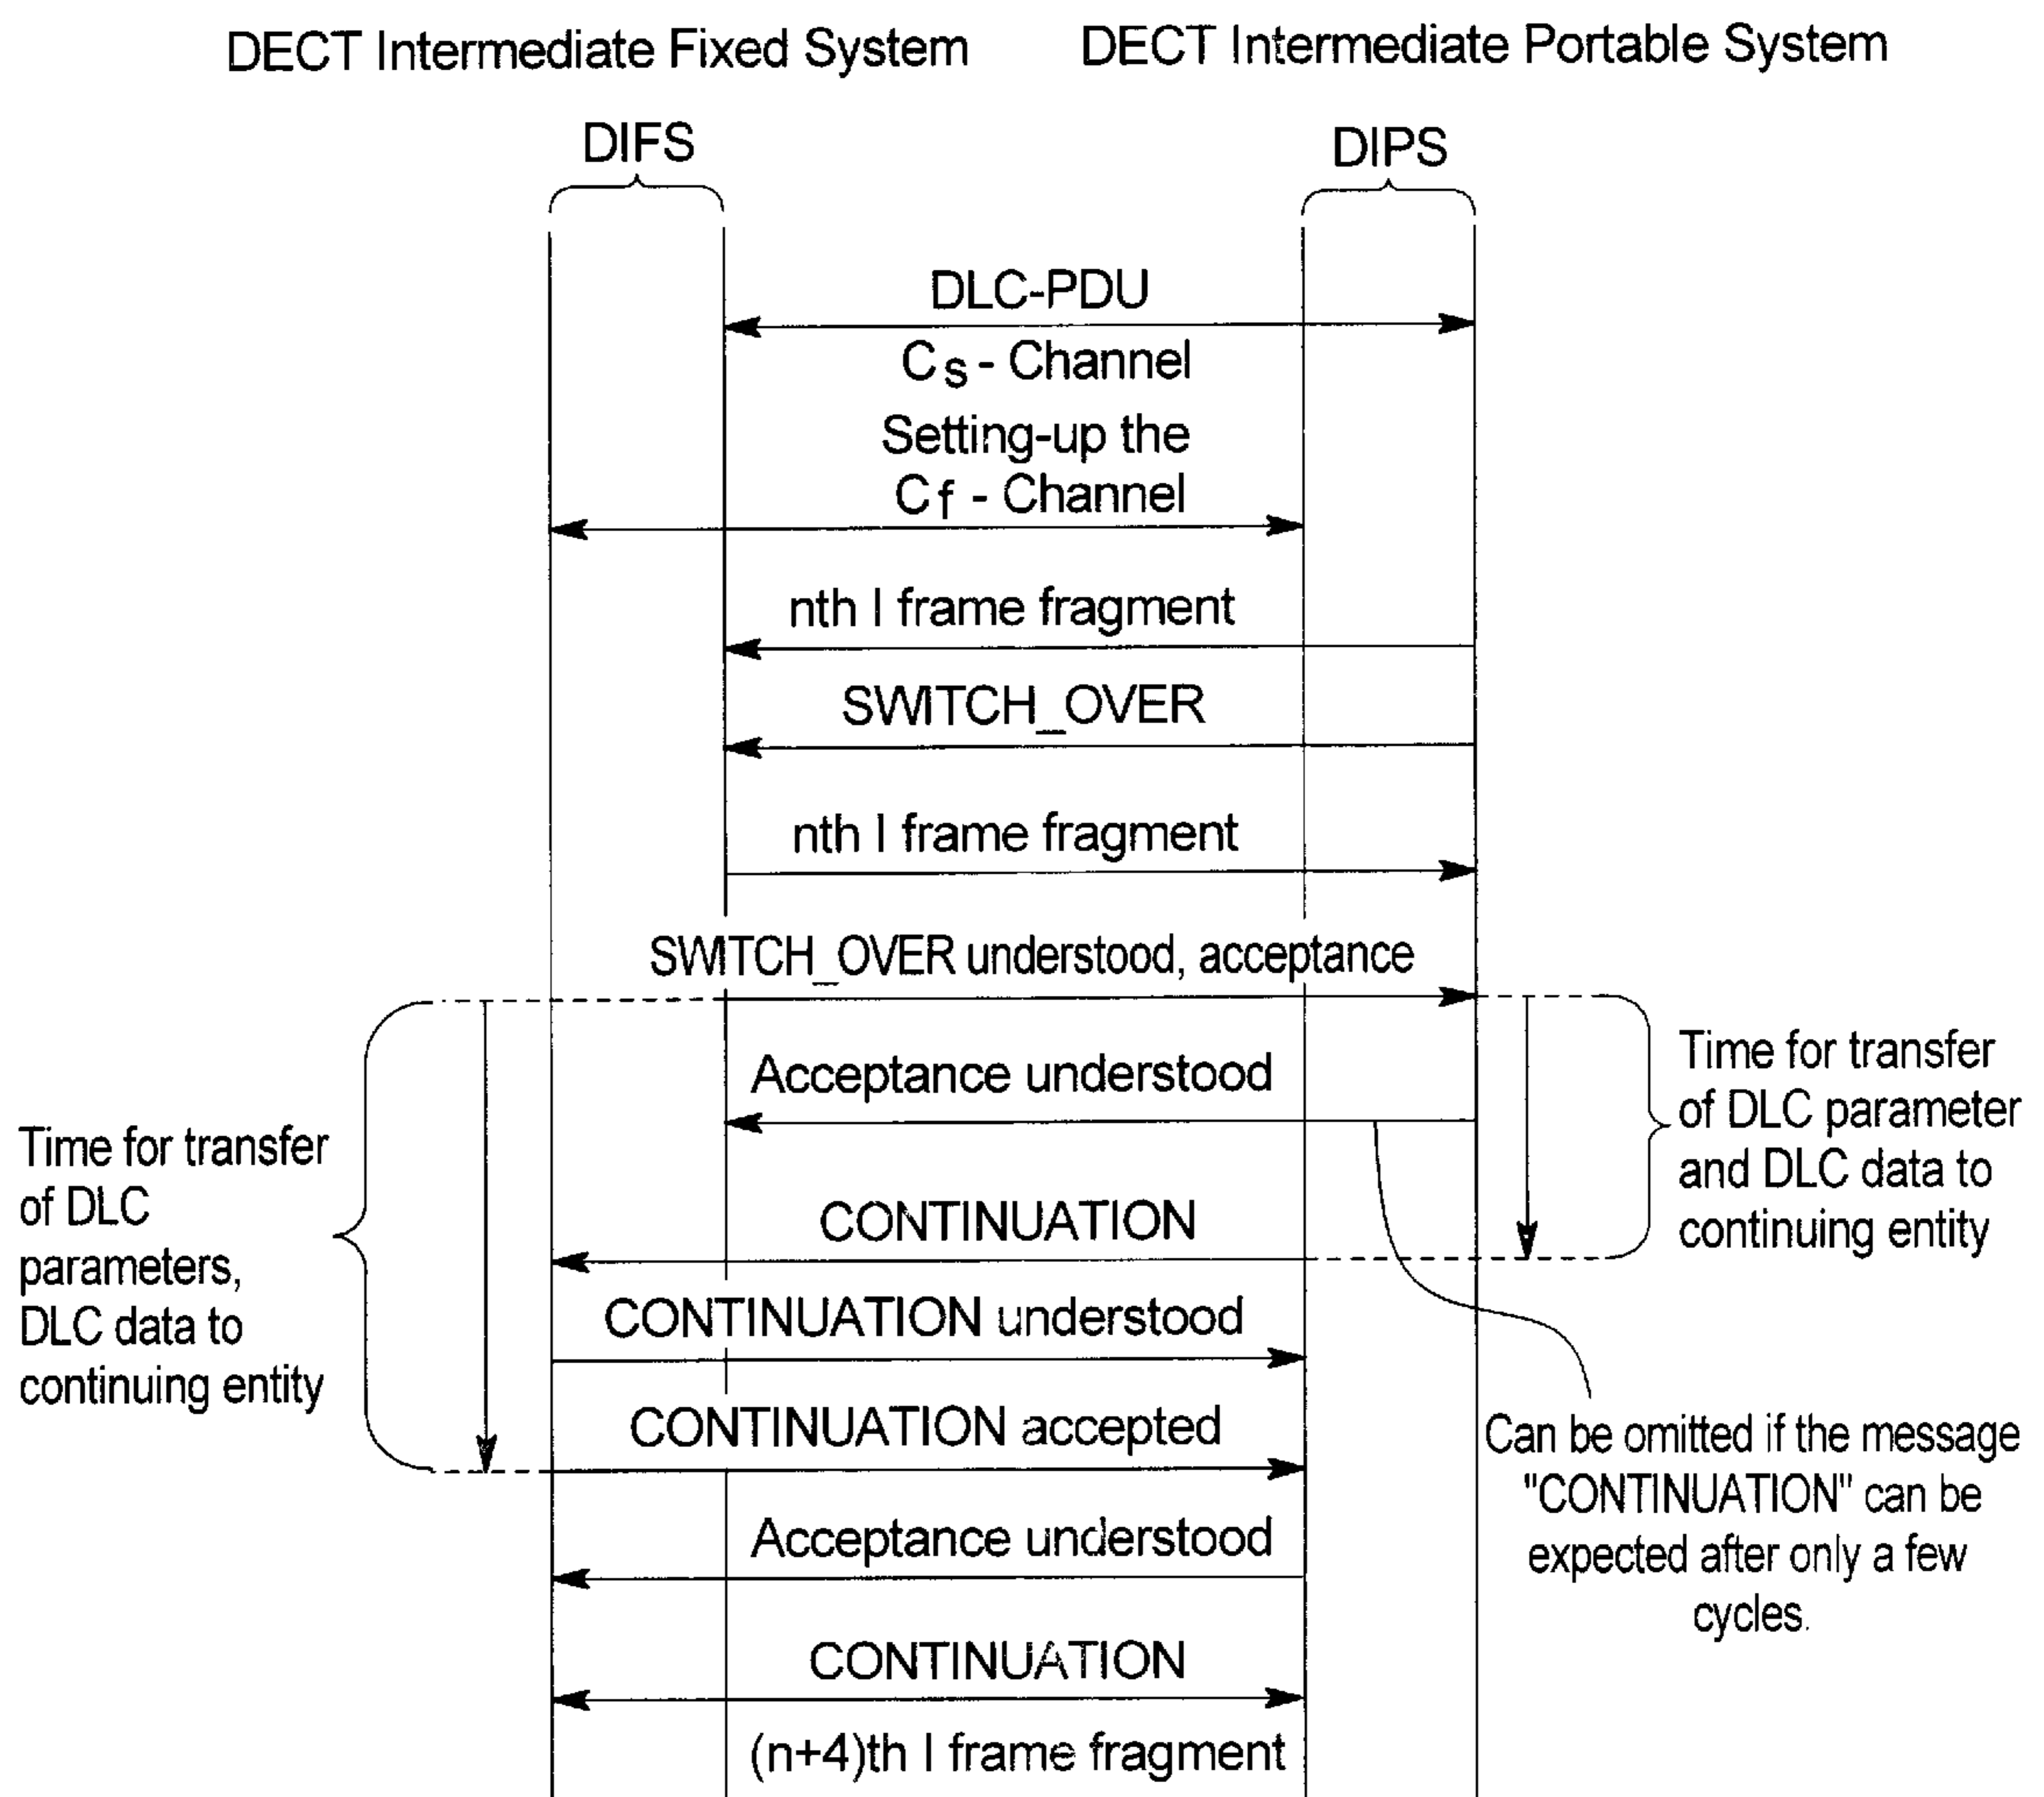 DECT Intermediate Fixed System
DECT Intermediate Portable System
DIFS
DIPS
DLC-PDU
Cs - Channel
Setting-up the
Cf - Channel
nth I frame fragment
SWITCH_OVER
nth I frame fragment
SWITCH_OVER understood, acceptance
Acceptance understood
Time for transfer
of DLC parameter
and DLC data to
continuing entity
Time for transfer
of DLC
parameters,
DLC data to
continuing entity
CONTINUATION
CONTINUATION understood
CONTINUATION accepted
Can be omitted if the message
"CONTINUATION" can be
expected after only a few
cycles.
Acceptance understood
CONTINUATION
(n+4)th I frame fragment